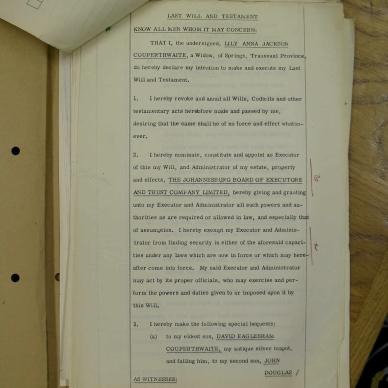 LAST WILL AND TESTAMENT
KNOW ALL MEN WHOM IT MAY CONCERN:
THAT I, the undersigned, LILY ANNA JACKSON
COUPERTHWAITE, a Widow, of Springs, Transvaal Province,
do hereby declare my intention to make and execute my Last
Will and Testament.
1. I hereby revoke and annul all Wills, Codicils and other
testamentary acts heretofore made and passed by me,
desiring that the same shall be of no force and effect whatso-
ever.
2. I hereby nominate, constitute and appoint as Executor
of this my Will, and Administrator of my estate, property
and effects, THE JOHANNESBURG BOARD OF EXECUTORS
AND TRUST COMPANY LIMITED, hereby giving and granting
unto my Executor and Administrator all such powers and au-
thorities as are required or allowed in law, and especially that
of assumption. I hereby exempt my Executor and Adminis-
trator from finding security in either of the aforesaid capaci-
ties under any laws which are now in force or which may here-
after come into force. My said Executor and Administrator
may act by its proper officials, who may exercise and per-
form the powers and duties given to or imposed upon it by
this Will.
3. I hereby make the following special bequests:
(a) to my eldest son, DAVID EAGLESHAM
COUPERTHWAITE, my antique silver teapot,
and failing him, to my second son, JOHN
DOUGLAS /
AS WITNESSES: